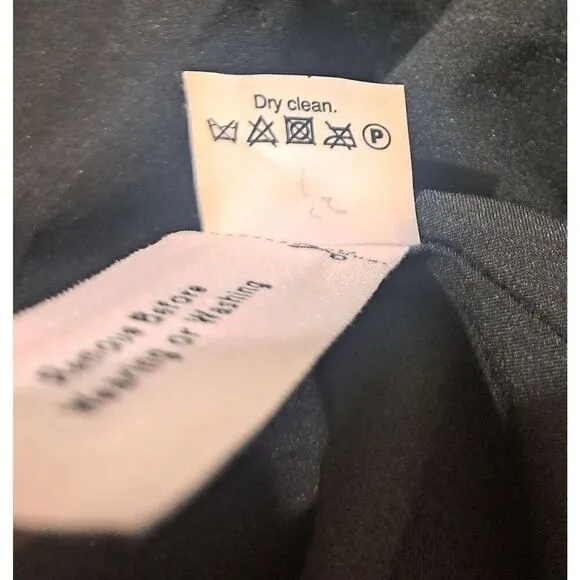 Dry clean.
P
Remove Before
Wearing or Washing